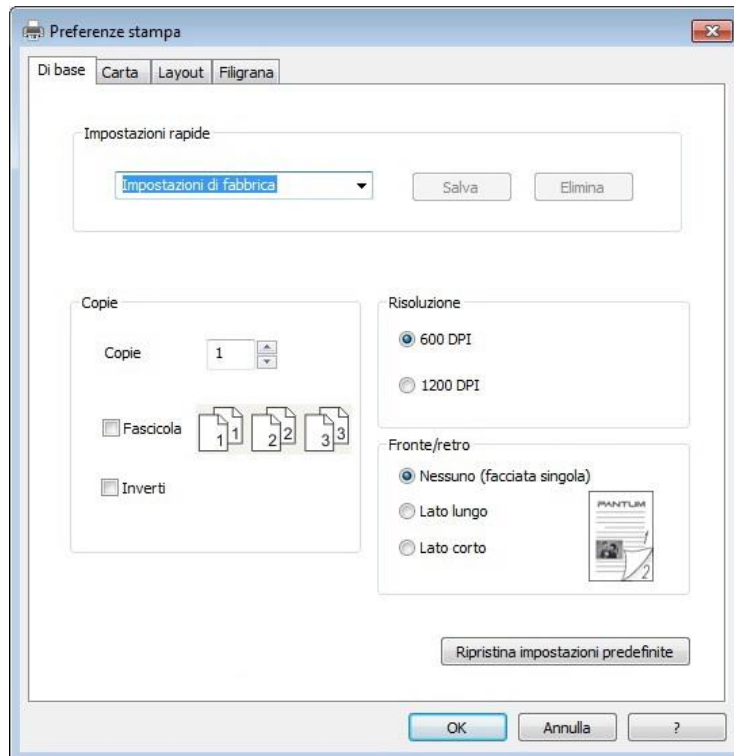 Preferenze stampa
Di base Carta Layout Filigrana
Impostazioni rapide
Impostazioni di fabbrica Salva Elimina
Copie
Copie 1
Fascicola 1 1 2 2 3 3
Inverti
Risoluzione
600 DPI
1200 DPI
Fronte/retro
Nessuno (facciata singola)
Lato lungo
Lato corto
PANTUM
1
2
Ripristina impostazioni predefinite
OK Annulla ?